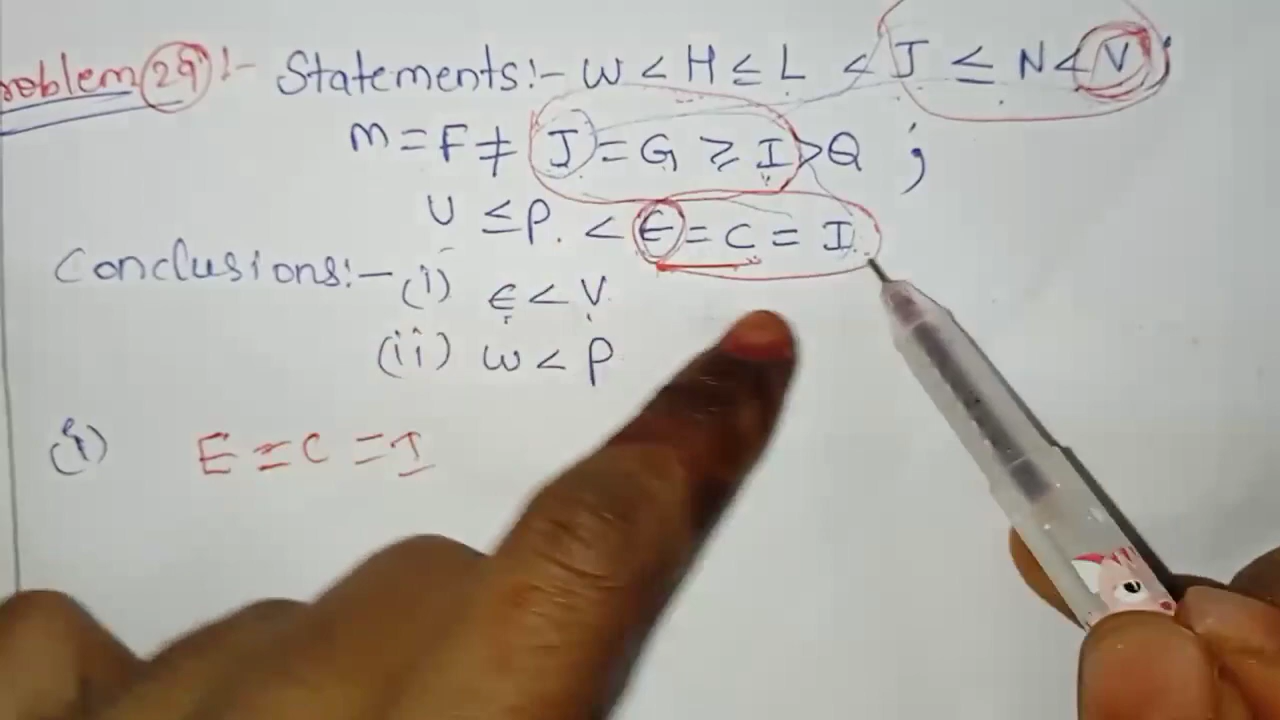 Problem 29:- Statements:- W < H ≤ L < J ≤ N < V ;
M = F ≠ J = G ≥ I > Q ;
U ≤ P < E = C = I
Conclusions:- (i) E < V
(ii) W < P
(i) E = C = I